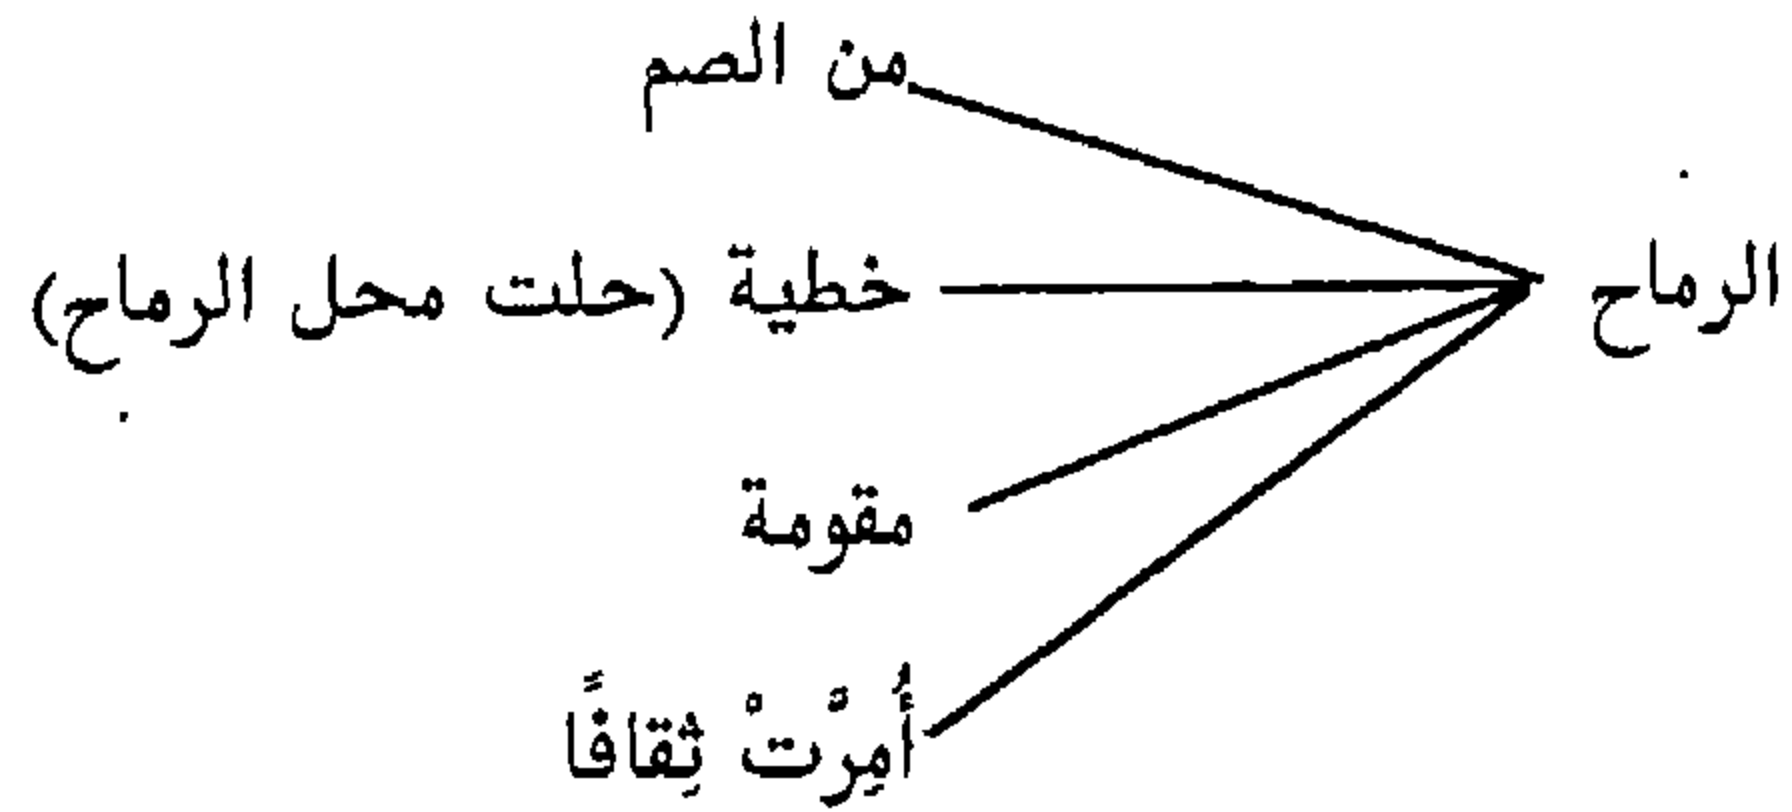 من الصم
الرماح
خطية (حلت محل الرماح)
مقومة
أُمِرَّتْ ثِقافًا